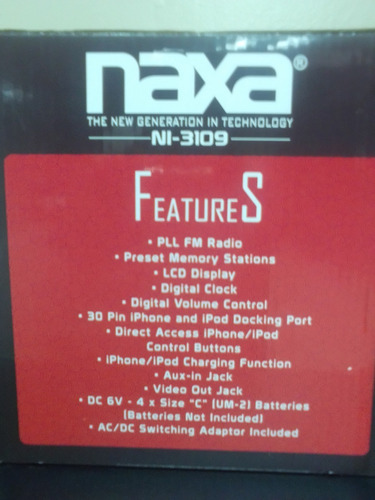 naxa®
THE NEW GENERATION IN TECHNOLOGY
NI-3109
FEATURES
• PLL FM Radio
• Preset Memory Stations
• LCD Display
• Digital Clock
• Digital Volume Control
• 30 Pin iPhone and iPod Docking Port
• Direct Access iPhone/iPod
Control Buttons
• iPhone/iPod Charging Function
• Aux-in Jack
• Video Out Jack
• DC 6V - 4 x Size "C" (UM-2) Batteries
(Batteries Not Included)
• AC/DC Switching Adaptor Included